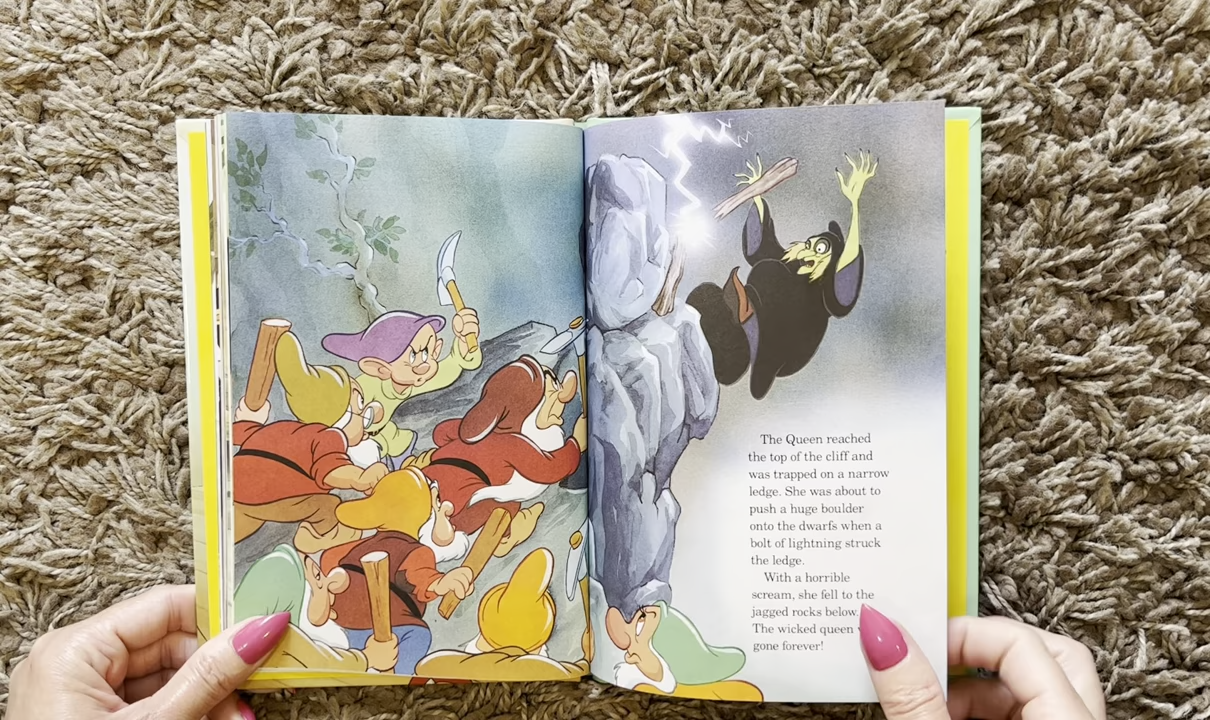 The Queen reached
the top of the cliff and
was trapped on a narrow
ledge. She was about to
push a huge boulder
onto the dwarfs when a
bolt of lightning struck
the ledge.
With a horrible
scream, she fell to the
jagged rocks below.
The wicked queen
gone forever!